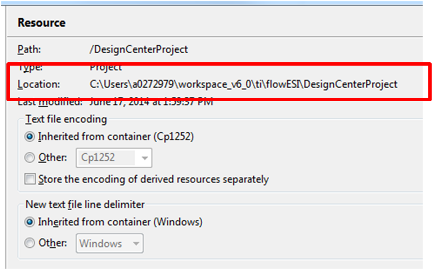 Resource
Path: /DesignCenterProject
Type: Project
Location: C:\Users\a0272979\workspace_v6_0\ti\flowESI\DesignCenterProject
Last modified: June 17, 2014 at 1:59:37 PM
Text file encoding
Inherited from container (Cp1252)
Other: Cp1252
Store the encoding of derived resources separately
New text file line delimiter
Inherited from container (Windows)
Other: Windows